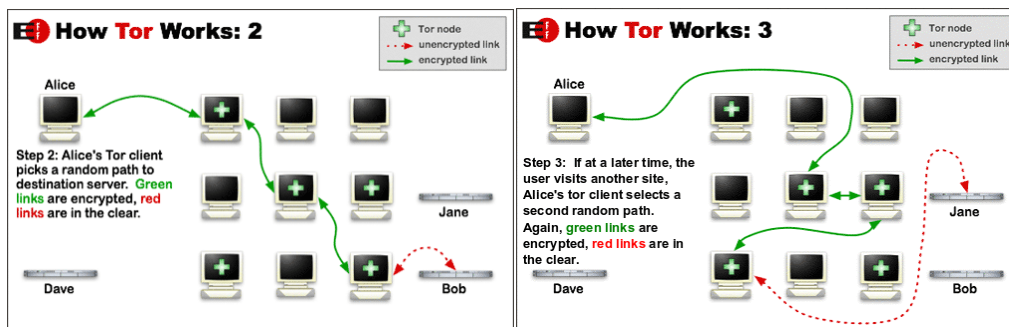 EFF How Tor Works: 2
Tor node
unencrypted link
encrypted link
Alice
Step 2: Alice's Tor client
picks a random path to
destination server. Green
links are encrypted, red
links are in the clear.
Jane
Dave
Bob
EFF How Tor Works: 3
Tor node
unencrypted link
encrypted link
Alice
Step 3: If at a later time, the
user visits another site,
Alice's tor client selects a
second random path.
Again, green links are
encrypted, red links are in
the clear.
Jane
Dave
Bob